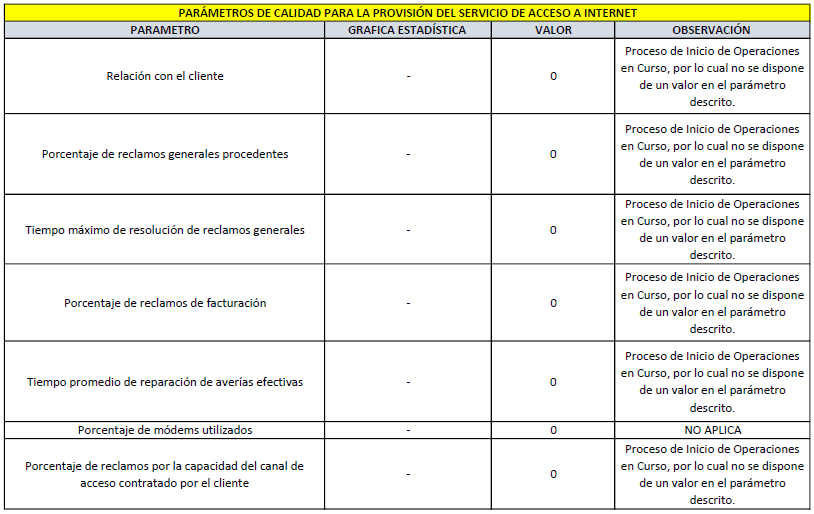 PARÁMETROS DE CALIDAD PARA LA PROVISIÓN DEL SERVICIO DE ACCESO A INTERNET
PARAMETRO GRAFICA ESTADÍSTICA VALOR OBSERVACIÓN
Relación con el cliente - 0 Proceso de Inicio de Operaciones
en Curso, por lo cual no se dispone
de un valor en el parámetro
descrito.
Porcentaje de reclamos generales procedentes - 0 Proceso de Inicio de Operaciones
en Curso, por lo cual no se dispone
de un valor en el parámetro
descrito.
Tiempo máximo de resolución de reclamos generales - 0 Proceso de Inicio de Operaciones
en Curso, por lo cual no se dispone
de un valor en el parámetro
descrito.
Porcentaje de reclamos de facturación - 0 Proceso de Inicio de Operaciones
en Curso, por lo cual no se dispone
de un valor en el parámetro
descrito.
Tiempo promedio de reparación de averías efectivas - 0 Proceso de Inicio de Operaciones
en Curso, por lo cual no se dispone
de un valor en el parámetro
descrito.
Porcentaje de módems utilizados - 0 NO APLICA
Porcentaje de reclamos por la capacidad del canal de
acceso contratado por el cliente - 0 Proceso de Inicio de Operaciones
en Curso, por lo cual no se dispone
de un valor en el parámetro
descrito.